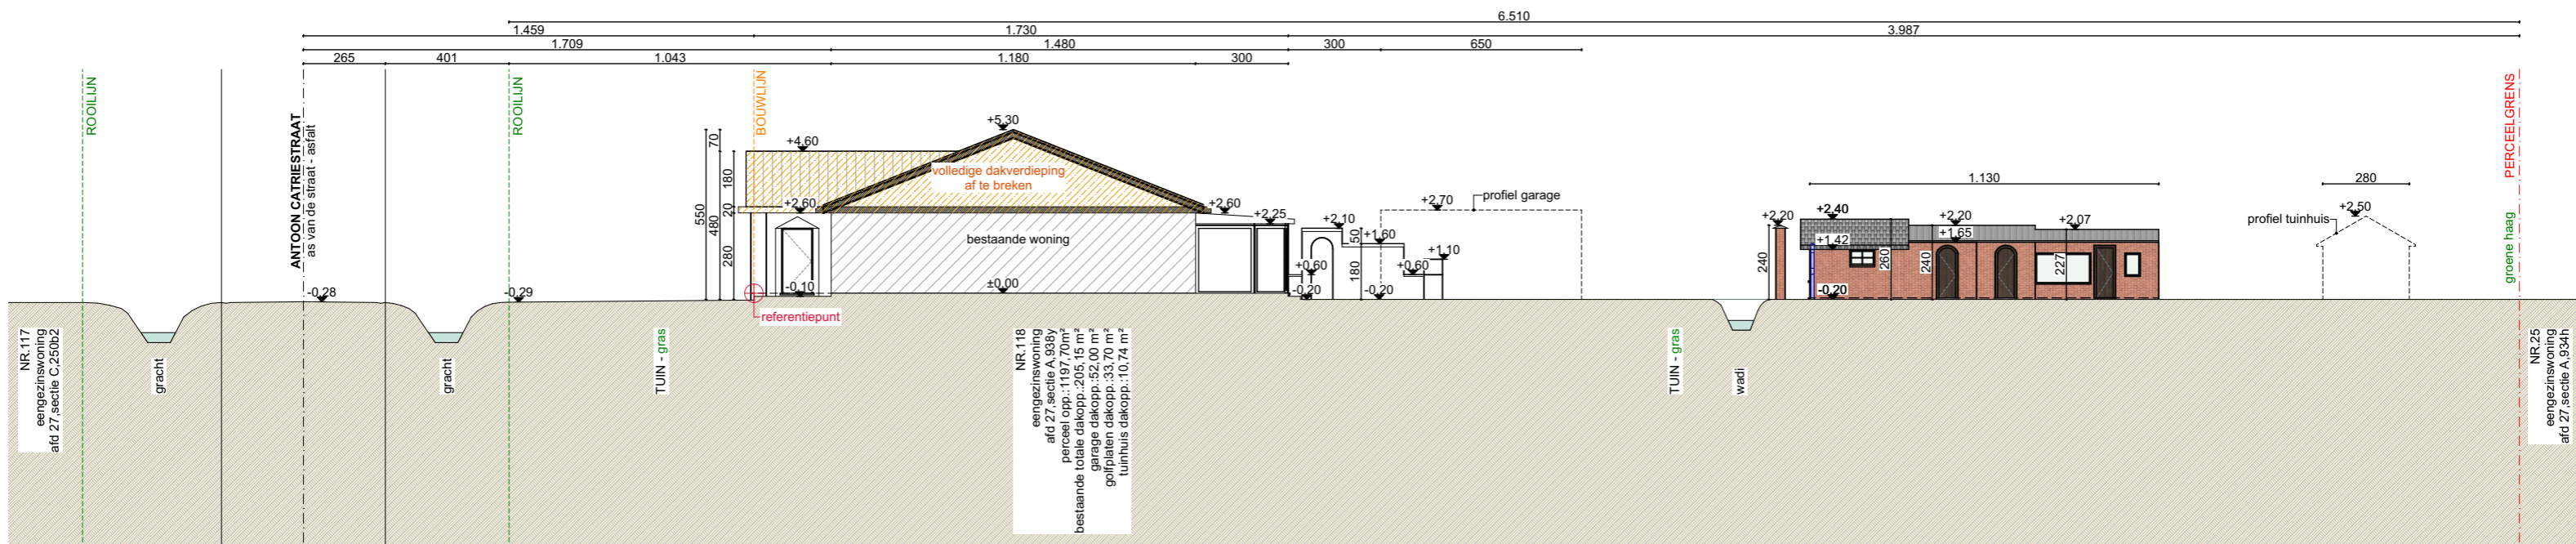 6.510
1.459
1.730
3.987
1.709
1.480
300
650
265
401
1.043
1.180
300
ROOILIJN
ANTOON CATRIESTRAAT
as van de straat - asfalt
ROOILIJN
BOUWLIJN
PERCEELGRENS
groene haag
+5,30
+4,60
70
180
20
550
480
280
volledige dakverdieping
af te breken
+2,60
+2,60
+2,25
+2,10
+2,70
profiel garage
bestaande woning
50
+1,60
+1,10
+0,60
+0,60
180
-0,10
±0,00
-0,20
-0,20
-0,28
-0,29
referentiepunt
1.130
280
+2,20
+2,40
+2,20
+2,07
+2,50
profiel tuinhuis
+1,42
+1,65
240
260
240
227
-0,20
NR.117
eengezinswoning
afd 27,sectie C,250b2
gracht
gracht
TUIN - gras
NR.118
eengezinswoning
afd 27,sectie A,938y
perceel opp.:1197,70m²
bestaande totale dakopp.:205,15 m²
garage dakopp.:52,00 m²
golfplaten dakopp.:33,70 m²
tuinhuis dakopp.:10,74 m²
TUIN - gras
wadi
NR.25
eengezinswoning
afd 27,sectie A,934h